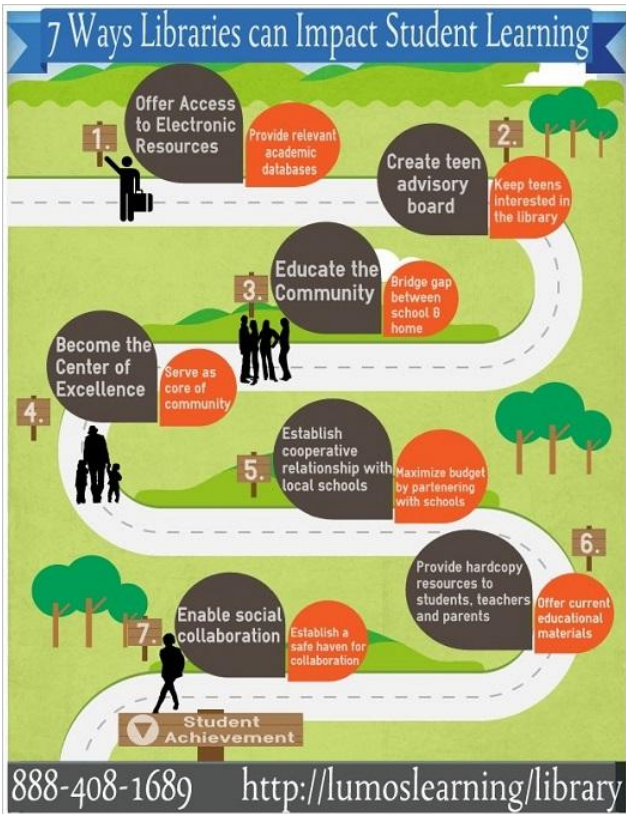 7 Ways Libraries can Impact Student Learning
1.
Offer Access
to Electronic
Resources
Provide relevant
academic
databases
2.
Create teen
advisory
board
Keep teens
interested in
the library
3.
Educate the
Community
Bridge gap
between
school &
home
4.
Become the
Center of
Excellence
Serve as
core of
community
5.
Establish
cooperative
relationship with
local schools
Maximize budget
by partenering
with schools
6.
Provide hardcopy
resources to
students, teachers
and parents
Offer current
educational
materials
7.
Enable social
collaboration
Establish a
safe haven for
collaboration
Student
Achievement
888-408-1689 http://lumoslearning/library